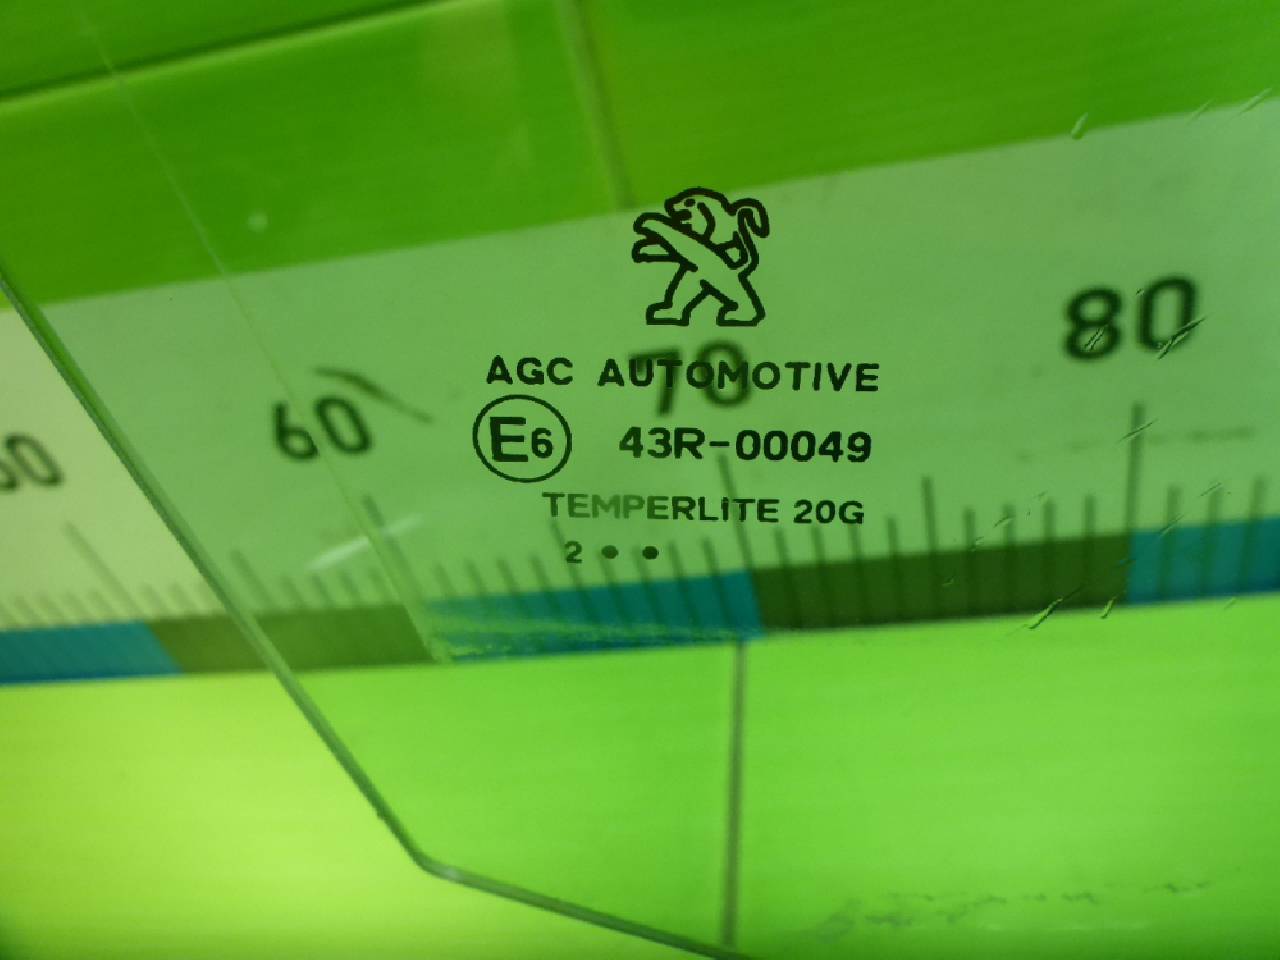 80
70
AGC AUTOMOTIVE
60
E6 43R-00049
TEMPERLITE 20G
2 • •